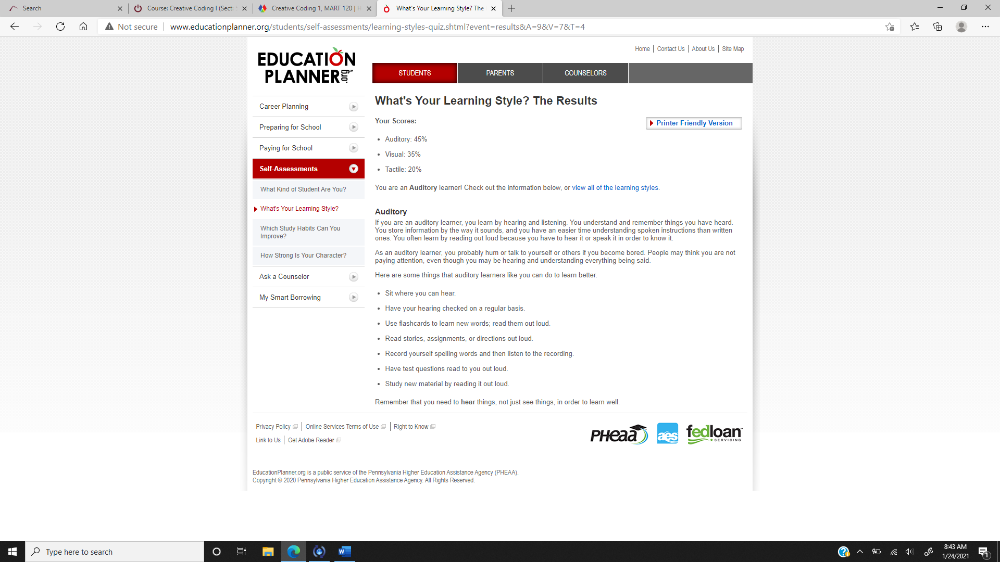 Search
Course: Creative Coding I (Sect:
Creative Coding 1, MART 120 | H
What's Your Learning Style? The
Not secure
www.educationplanner.org/students/self-assessments/learning-styles-quiz.shtml?event=results&A=9&V=7&T=4
Home
Contact Us
About Us
Site Map
EDUCATION
PLANNER.org
STUDENTS
PARENTS
COUNSELORS
Career Planning
Preparing for School
Paying for School
Self-Assessments
What Kind of Student Are You?
What's Your Learning Style?
Which Study Habits Can You
Improve?
How Strong Is Your Character?
Ask a Counselor
My Smart Borrowing
What's Your Learning Style? The Results
Your Scores:
Printer Friendly Version
• Auditory: 45%
• Visual: 35%
• Tactile: 20%
You are an Auditory learner! Check out the information below, or view all of the learning styles.
Auditory
If you are an auditory learner, you learn by hearing and listening. You understand and remember things you have heard.
You store information by the way it sounds, and you have an easier time understanding spoken instructions than written
ones. You often learn by reading out loud because you have to hear it or speak it in order to know it.
As an auditory learner, you probably hum or talk to yourself or others if you become bored. People may think you are not
paying attention, even though you may be hearing and understanding everything being said.
Here are some things that auditory learners like you can do to learn better.
• Sit where you can hear.
• Have your hearing checked on a regular basis.
• Use flashcards to learn new words; read them out loud.
• Read stories, assignments, or directions out loud.
• Record yourself spelling words and then listen to the recording.
• Have test questions read to you out loud.
• Study new material by reading it out loud.
Remember that you need to hear things, not just see things, in order to learn well.
Privacy Policy
Online Services Terms of Use
Right to Know
Link to Us
Get Adobe Reader
PHEAA
aes
fedloan
SERVICING
EducationPlanner.org is a public service of the Pennsylvania Higher Education Assistance Agency (PHEAA).
Copyright © 2020 Pennsylvania Higher Education Assistance Agency. All Rights Reserved.
Type here to search
8:43 AM
1/24/2021
1